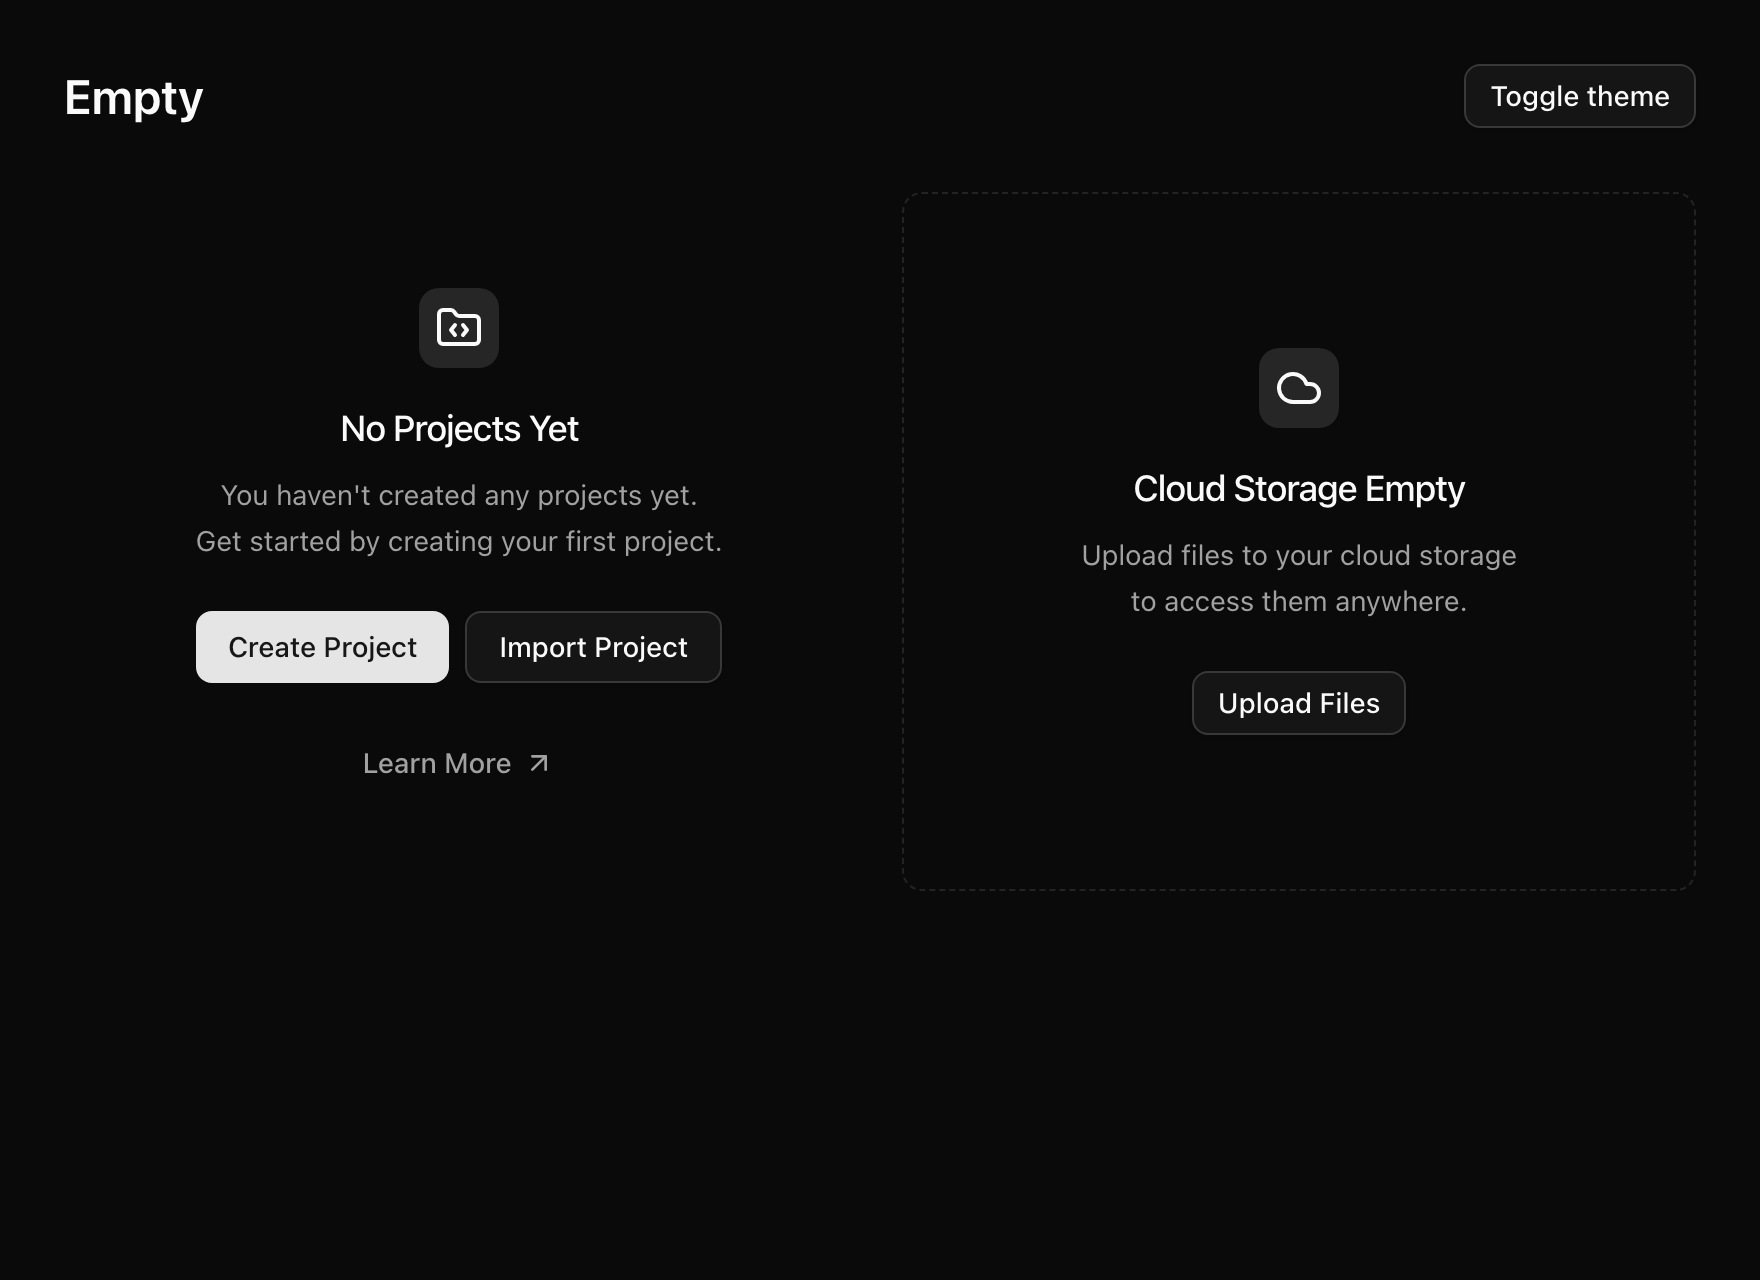 Empty
Toggle theme
No Projects Yet
You haven't created any projects yet.
Get started by creating your first project.
Create Project
Import Project
Learn More
Cloud Storage Empty
Upload files to your cloud storage
to access them anywhere.
Upload Files